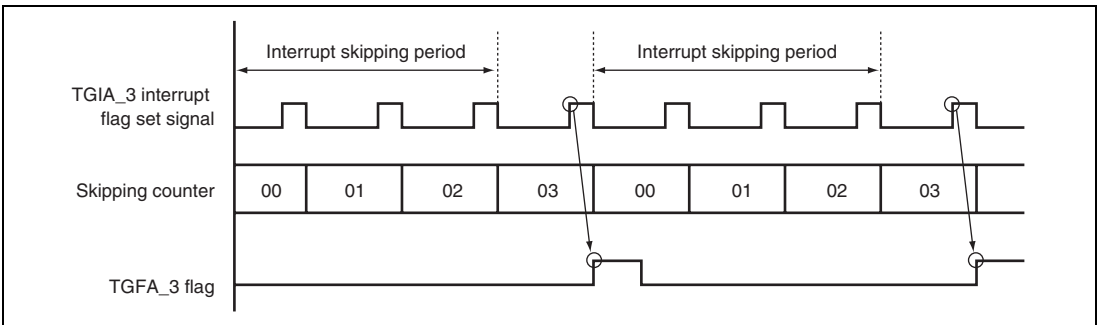 Interrupt skipping period
Interrupt skipping period
TGIA_3 interrupt
flag set signal
Skipping counter
00
01
02
03
00
01
02
03
TGFA_3 flag